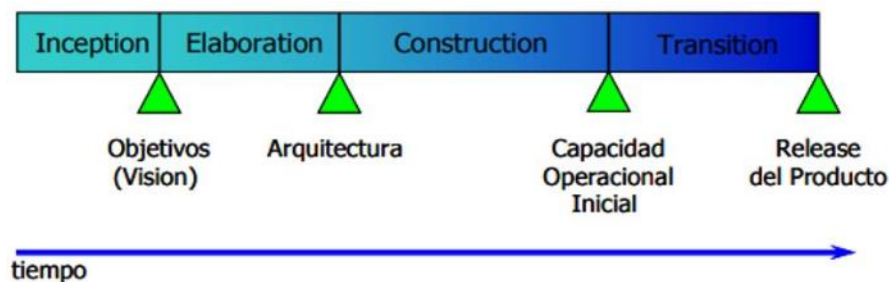 Inception Elaboration Construction Transition
Objetivos Arquitectura Capacidad Release
(Vision) Operacional del Producto
Inicial
tiempo